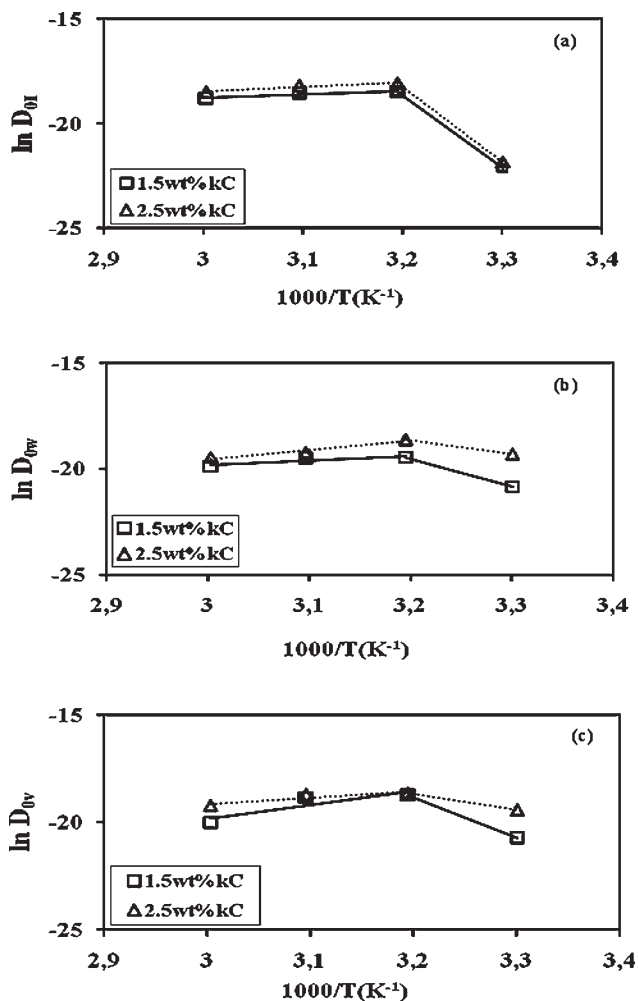 (a)
-15
-20
-25
ln D₀I
1.5wt%kC
2.5wt%kC
2,9 3 3,1 3,2 3,3 3,4
1000/T(K⁻¹)
(b)
-15
-20
-25
ln D₀w
1.5wt%kC
2.5wt%kC
2,9 3 3,1 3,2 3,3 3,4
1000/T(K⁻¹)
(c)
-15
-20
-25
ln D₀v
1.5wt%kC
2.5wt%kC
2,9 3 3,1 3,2 3,3 3,4
1000/T(K⁻¹)